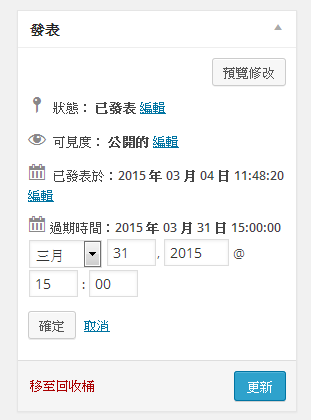 發表
預覽修改
狀態： 已發表 編輯
可見度： 公開的 編輯
已發表於：2015 年 03 月 04 日 11:48:20
編輯
過期時間：2015 年 03 月 31 日 15:00:00
三月 31, 2015 @
15 : 00
確定 取消
移至回收桶 更新